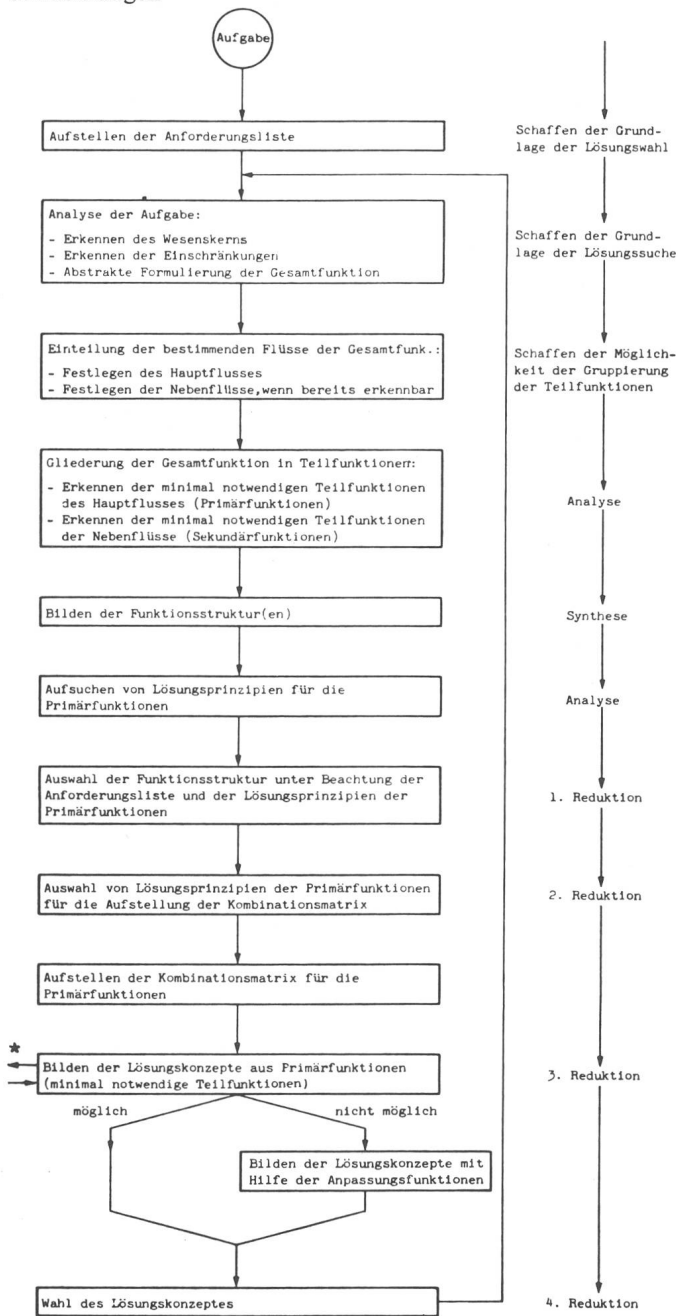 Aufgabe
Aufstellen der Anforderungsliste
Schaffen der Grund-
lage der Lösungswahl
Analyse der Aufgabe:
- Erkennen des Wesenskerns
- Erkennen der Einschränkungen
- Abstrakte Formulierung der Gesamtfunktion
Schaffen der Grund-
lage der Lösungssuche
Einteilung der bestimmenden Flüsse der Gesamtfunk.:
- Festlegen des Hauptflusses
- Festlegen der Nebenflüsse,wenn bereits erkennbar
Schaffen der Möglich-
keit der Gruppierung
der Teilfunktionen
Gliederung der Gesamtfunktion in Teilfunktionen:
- Erkennen der minimal notwendigen Teilfunktionen
des Hauptflusses (Primärfunktionen)
- Erkennen der minimal notwendigen Teilfunktionen
der Nebenflüsse (Sekundärfunktionen)
Analyse
Bilden der Funktionsstruktur(en)
Synthese
Aufsuchen von Lösungsprinzipien für die
Primärfunktionen
Analyse
Auswahl der Funktionsstruktur unter Beachtung der
Anforderungsliste und der Lösungsprinzipien der
Primärfunktionen
1. Reduktion
Auswahl von Lösungsprinzipien der Primärfunktionen
für die Aufstellung der Kombinationsmatrix
2. Reduktion
Aufstellen der Kombinationsmatrix für die
Primärfunktionen
*
Bilden der Lösungskonzepte aus Primärfunktionen
(minimal notwendige Teilfunktionen)
3. Reduktion
möglich
nicht möglich
Bilden der Lösungskonzepte mit
Hilfe der Anpassungsfunktionen
Wahl des Lösungskonzeptes
4. Reduktion